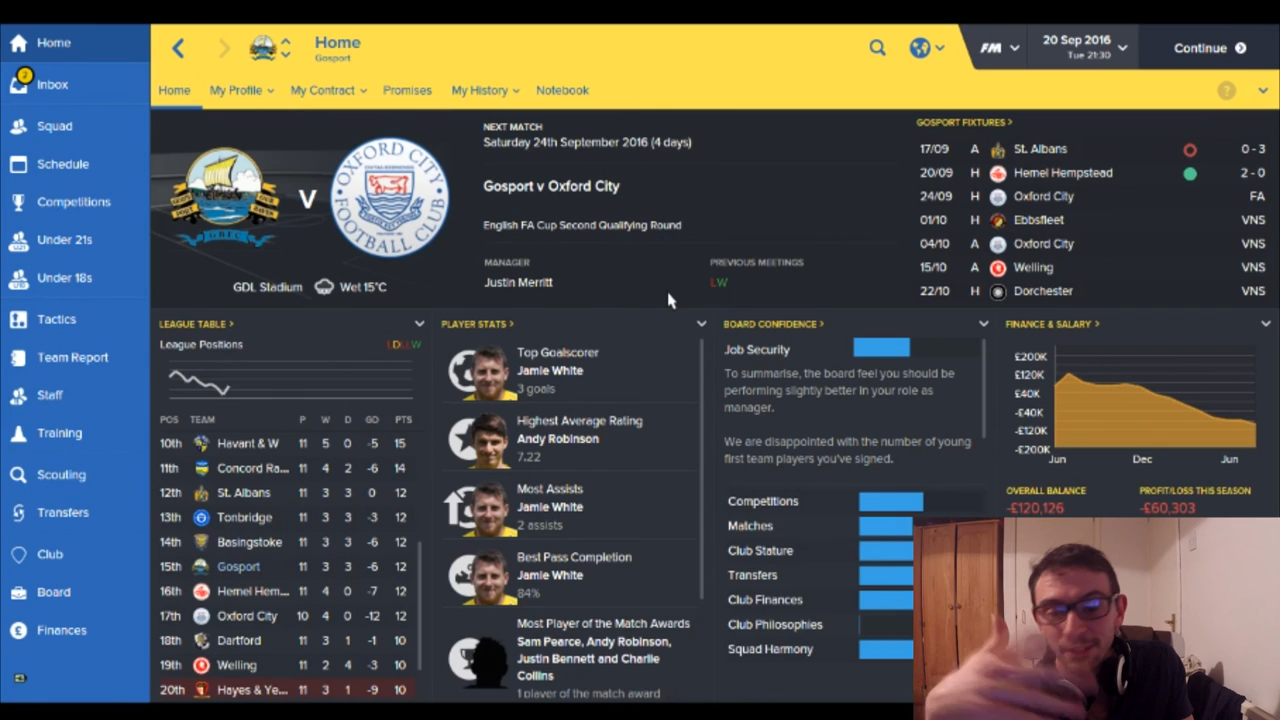 Home
Home
Gosport
FM
20 Sep 2016
Tue 21:30
Continue
2
Inbox
Home
My Profile
My Contract
Promises
My History
Notebook
?
Squad
Schedule
Competitions
Under 21s
Under 18s
Tactics
Team Report
Staff
Training
Scouting
Transfers
Club
Board
Finances
OXFORD CITY
FOOTBALL CLUB
V
G.B.F.C.
GDL Stadium
Wet 15°C
NEXT MATCH
Saturday 24th September 2016 (4 days)
Gosport v Oxford City
English FA Cup Second Qualifying Round
MANAGER
Justin Merritt
PREVIOUS MEETINGS
LW
GOSPORT FIXTURES >
17/09 A St. Albans 0 - 3
20/09 H Hemel Hempstead 2 - 0
24/09 H Oxford City FA
01/10 H Ebbsfleet VNS
04/10 A Oxford City VNS
15/10 A Welling VNS
22/10 H Dorchester VNS
LEAGUE TABLE >
League Positions
LDLLW
POS TEAM P W D GD PTS
10th Havant & W 11 5 0 -5 15
11th Concord Ra... 11 4 2 -6 14
12th St. Albans 11 3 3 0 12
13th Tonbridge 11 3 3 -3 12
14th Basingstoke 11 3 3 -6 12
15th Gosport 11 3 3 -6 12
16th Hemel Hem... 11 4 0 -7 12
17th Oxford City 10 4 0 -12 12
18th Dartford 11 3 1 -1 10
19th Welling 11 2 4 -3 10
20th Hayes & Ye... 11 3 1 -9 10
PLAYER STATS >
Top Goalscorer
Jamie White
3 goals
Highest Average Rating
Andy Robinson
7.22
Most Assists
Jamie White
2 assists
Best Pass Completion
Jamie White
84%
Most Player of the Match Awards
Sam Pearce, Andy Robinson,
Justin Bennett and Charlie
Collins
1 player of the match award
BOARD CONFIDENCE >
Job Security
To summarise, the board feel you should be
performing slightly better in your role as
manager.
We are disappointed with the number of young
first team players you've signed.
Competitions
Matches
Club Stature
Transfers
Club Finances
Club Philosophies
Squad Harmony
FINANCE & SALARY >
£200K
£120K
£40K
-£40K
-£120K
-£200K
Jun Dec Jun
OVERALL BALANCE
-£120,126
PROFIT/LOSS THIS SEASON
-£60,303